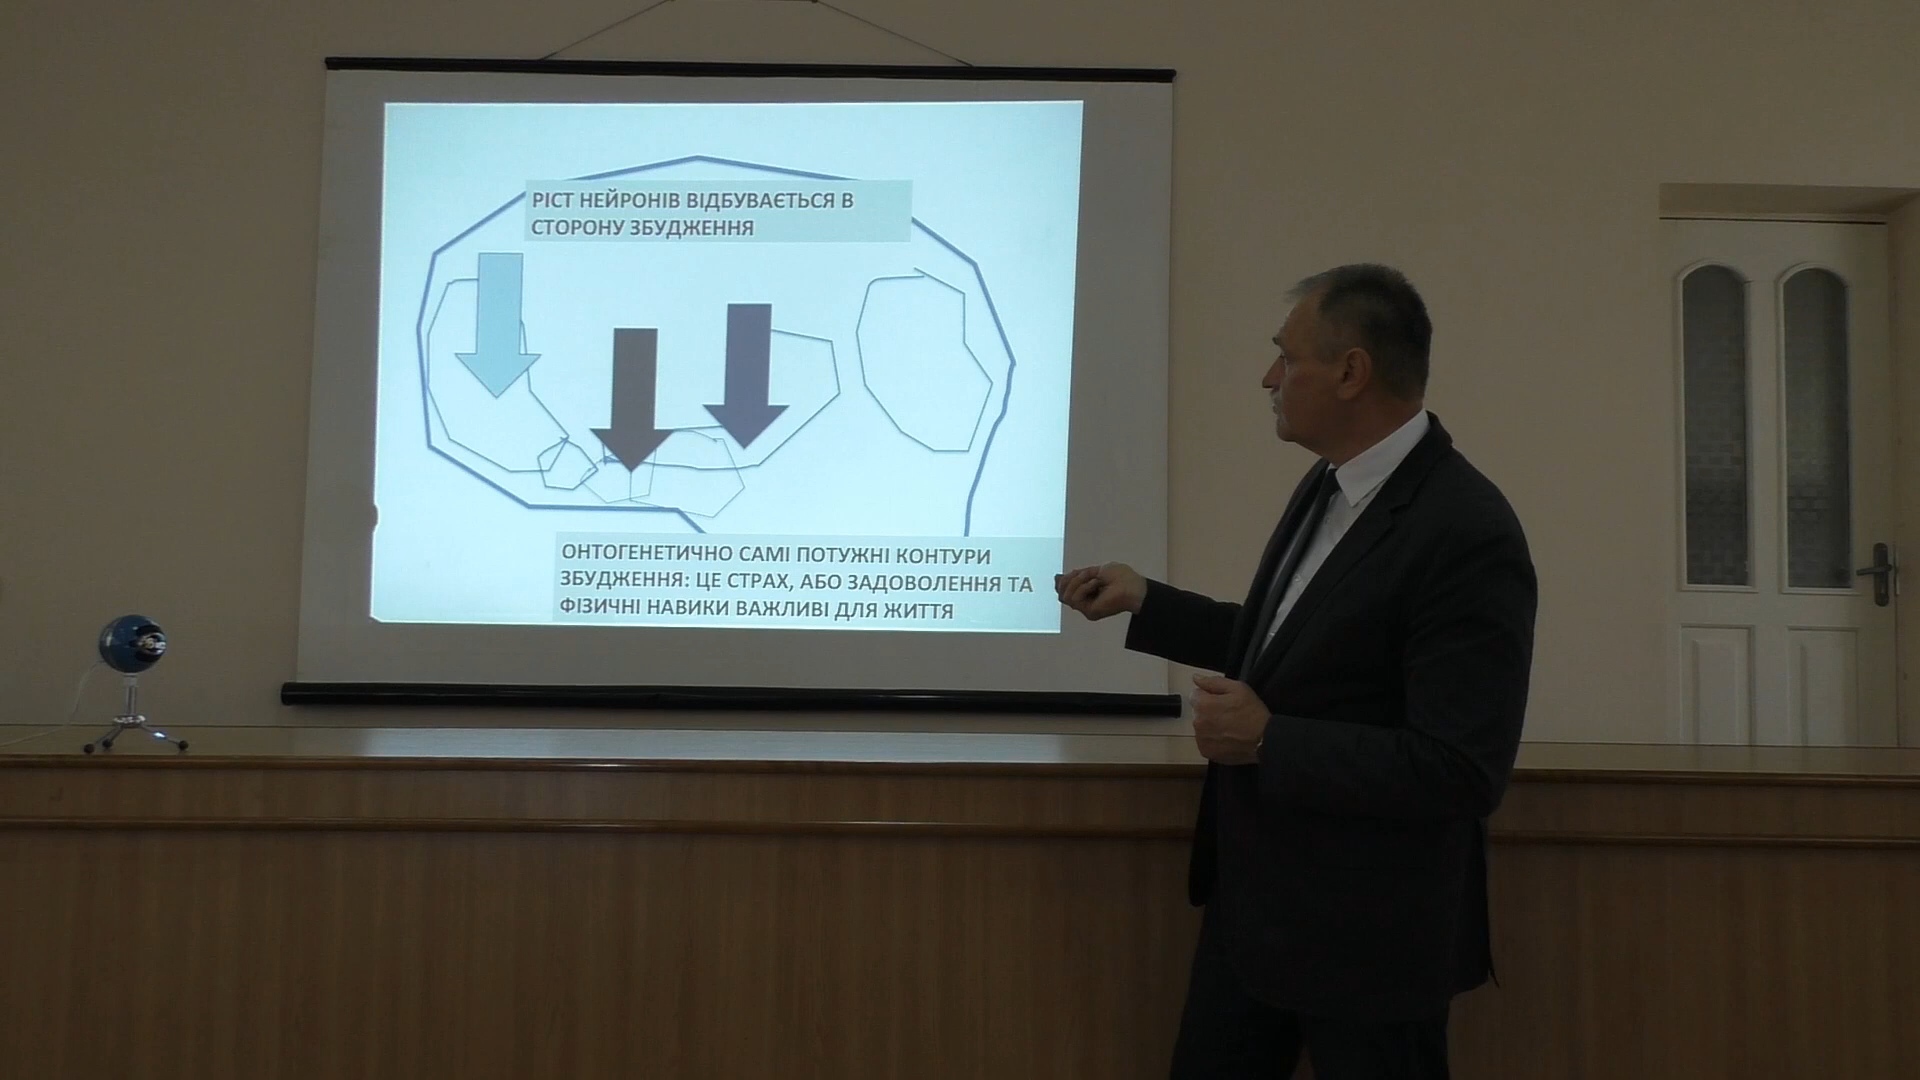 РІСТ НЕЙРОНІВ ВІДБУВАЄТЬСЯ В
СТОРОНУ ЗБУДЖЕННЯ
ОНТОГЕНЕТИЧНО САМІ ПОТУЖНІ КОНТУРИ
ЗБУДЖЕННЯ: ЦЕ СТРАХ, АБО ЗАДОВОЛЕННЯ ТА
ФІЗИЧНІ НАВИКИ ВАЖЛИВІ ДЛЯ ЖИТТЯ